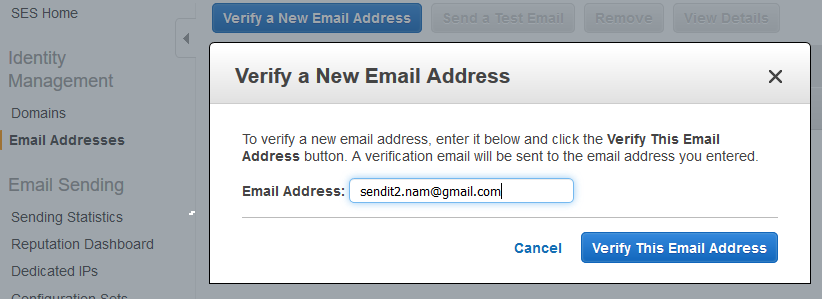 SES Home
Identity
Management
Domains
Email Addresses
Email Sending
Sending Statistics
Reputation Dashboard
Dedicated IPs
Configuration Sets
Verify a New Email Address
Send a Test Email
Remove
View Details
Verify a New Email Address
To verify a new email address, enter it below and click the Verify This Email
Address button. A verification email will be sent to the email address you entered.
Email Address: sendit2.nam@gmail.com
Cancel
Verify This Email Address